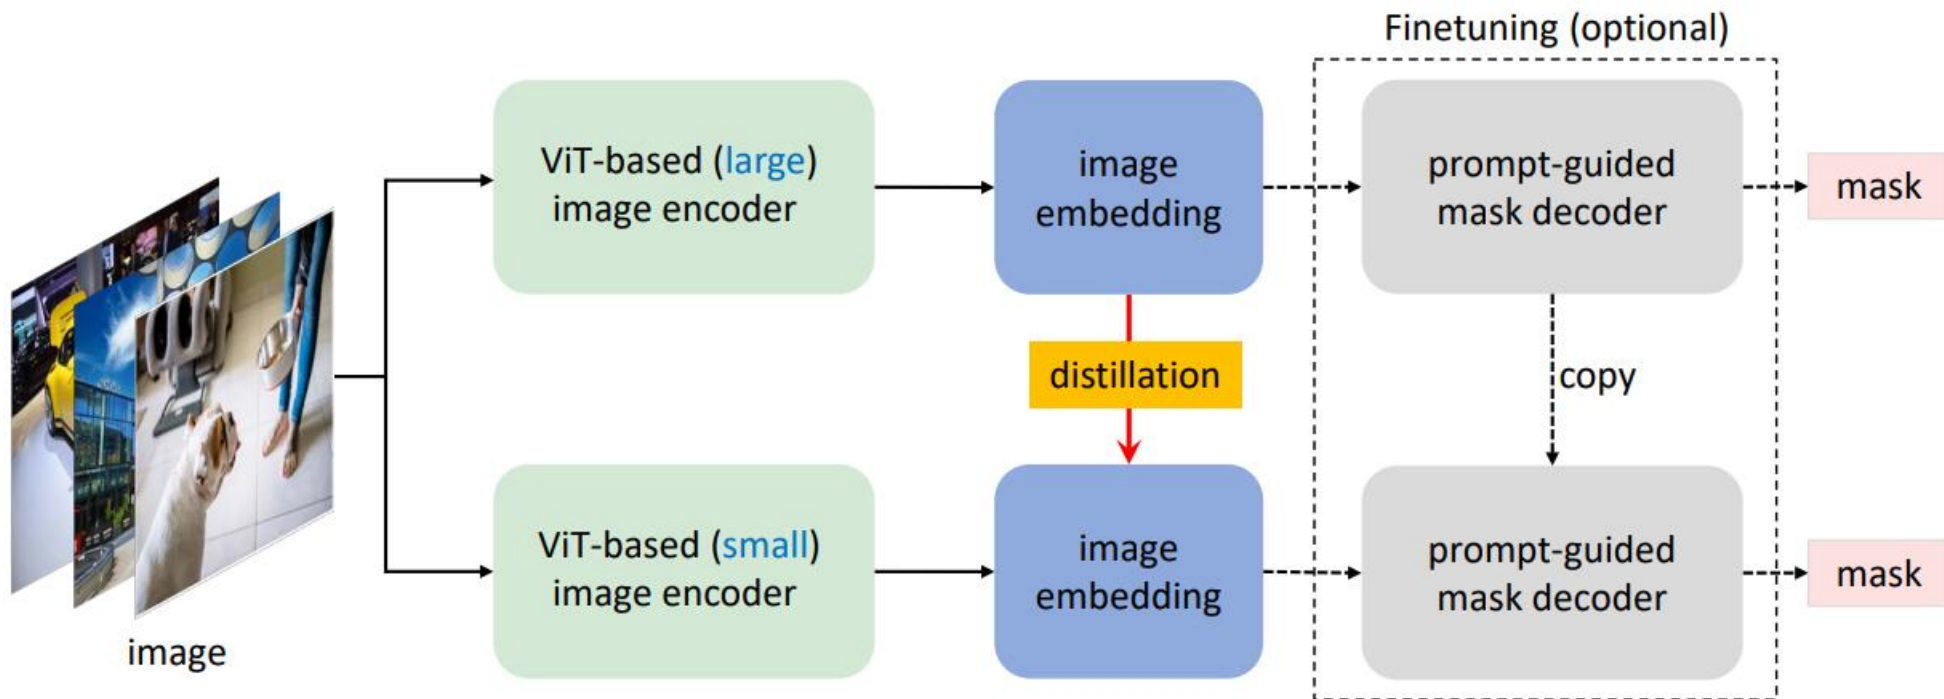 Finetuning (optional)
ViT-based (large)
image encoder
image
embedding
prompt-guided
mask decoder
mask
distillation
copy
ViT-based (small)
image encoder
image
embedding
prompt-guided
mask decoder
mask
image